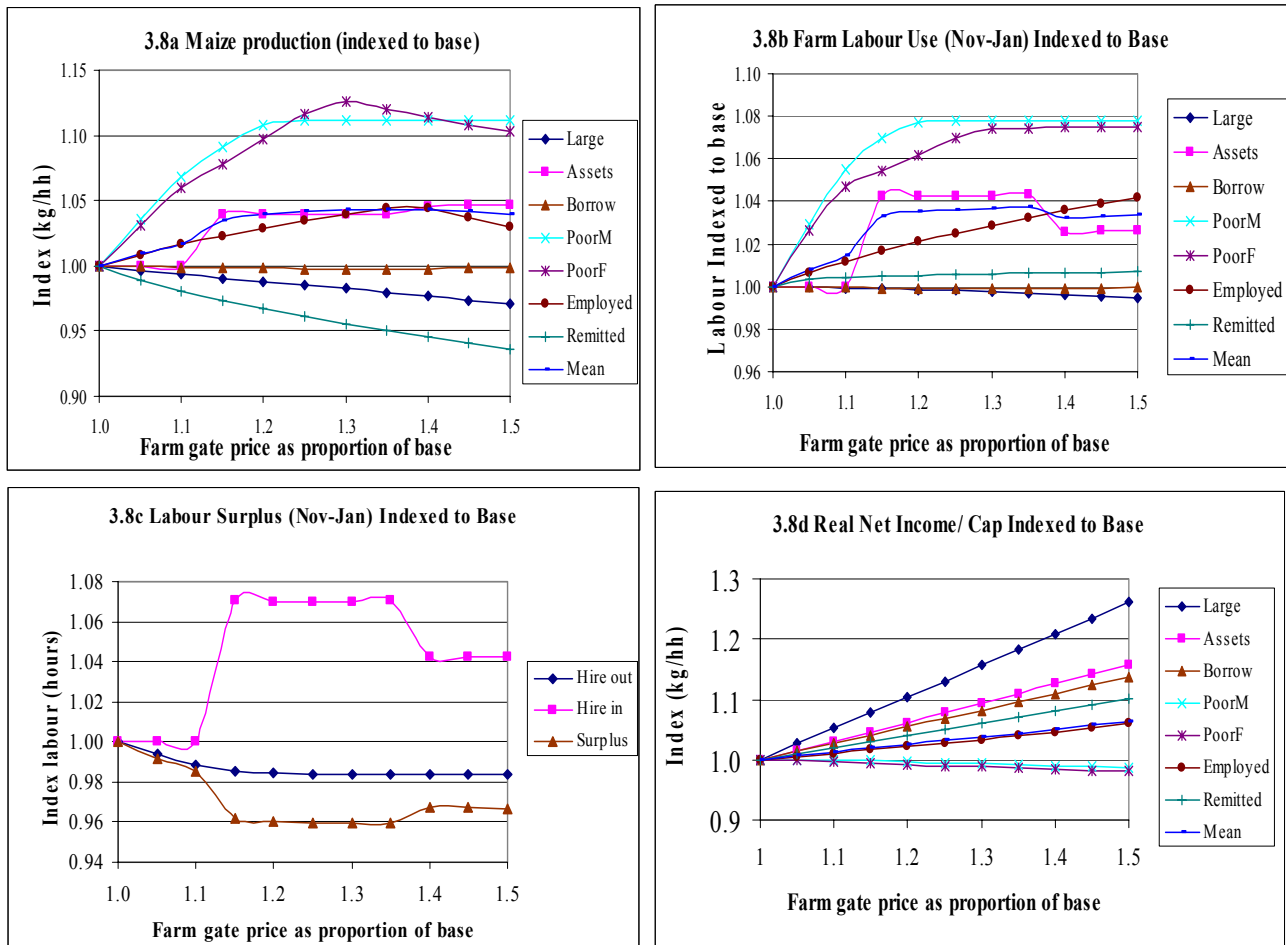 3.8a Maize production (indexed to base)
Index (kg/hh)
1.15
1.10
1.05
1.00
0.95
0.90
1.0 1.1 1.2 1.3 1.4 1.5
Farm gate price as proportion of base
Large
Assets
Borrow
PoorM
PoorF
Employed
Remitted
Mean
3.8b Farm Labour Use (Nov-Jan) Indexed to Base
Labour Indexed to base
1.10
1.08
1.06
1.04
1.02
1.00
0.98
0.96
1.0 1.1 1.2 1.3 1.4 1.5
Farm gate price as proportion of base
Large
Assets
Borrow
PoorM
PoorF
Employed
Remitted
Mean
3.8c Labour Surplus (Nov-Jan) Indexed to Base
Index labour (hours)
1.08
1.06
1.04
1.02
1.00
0.98
0.96
0.94
1.0 1.1 1.2 1.3 1.4 1.5
Farm gate price as proportion of base
Hire out
Hire in
Surplus
3.8d Real Net Income/ Cap Indexed to Base
Index (kg/hh)
1.3
1.2
1.1
1.0
0.9
1 1.1 1.2 1.3 1.4 1.5
Farm gate price as proportion of base
Large
Assets
Borrow
PoorM
PoorF
Employed
Remitted
Mean